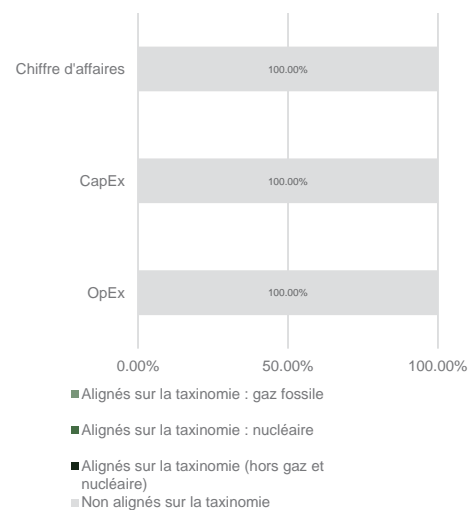 Chiffre d'affaires
100.00%
CapEx
100.00%
OpEx
100.00%
0.00% 50.00% 100.00%
Alignés sur la taxinomie : gaz fossile
Alignés sur la taxinomie : nucléaire
Alignés sur la taxinomie (hors gaz et
nucléaire)
Non alignés sur la taxinomie